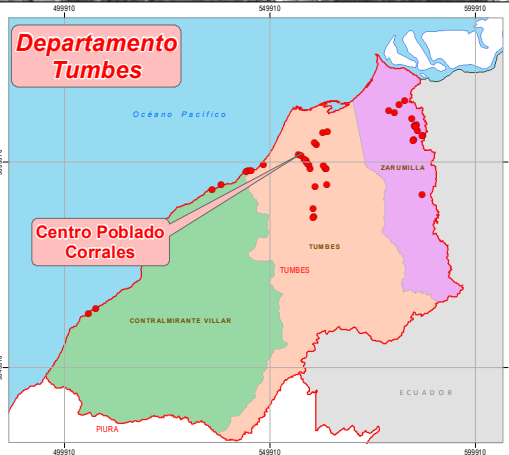 499910 549910 599910
Departamento
Tumbes
Océano Pacífico
ZARUMILLA
Centro Poblado
Corrales
TUMBES
TUMBES
CONTRALMIRANTE VILLAR
ECUADOR
PIURA
499910 549910 599910